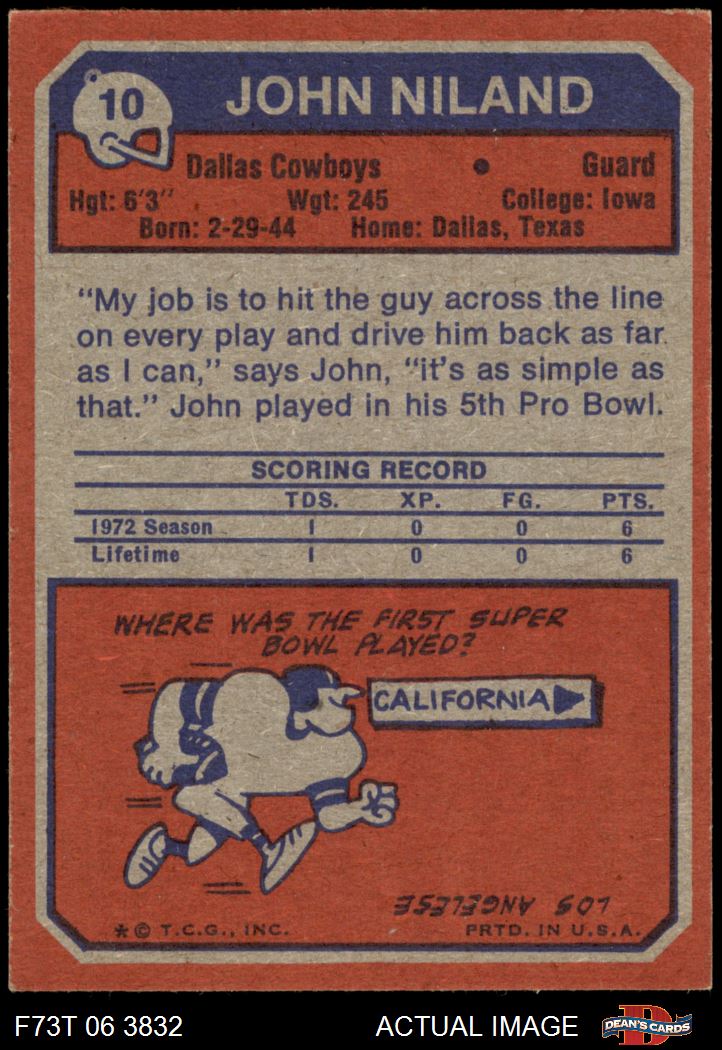 10
JOHN NILAND
Dallas Cowboys • Guard
Hgt: 6'3" Wgt: 245 College: Iowa
Born: 2-29-44 Home: Dallas, Texas
"My job is to hit the guy across the line
on every play and drive him back as far
as I can," says John, "it's as simple as
that." John played in his 5th Pro Bowl.
SCORING RECORD
TDS. XP. FG. PTS.
1972 Season 1 0 0 6
Lifetime 1 0 0 6
WHERE WAS THE FIRST SUPER
BOWL PLAYED?
CALIFORNIA
LOS ANGELESE
* © T.C.G., INC. PRTD. IN U.S.A.
F73T 06 3832 ACTUAL IMAGE
D
DEAN'S CARDS